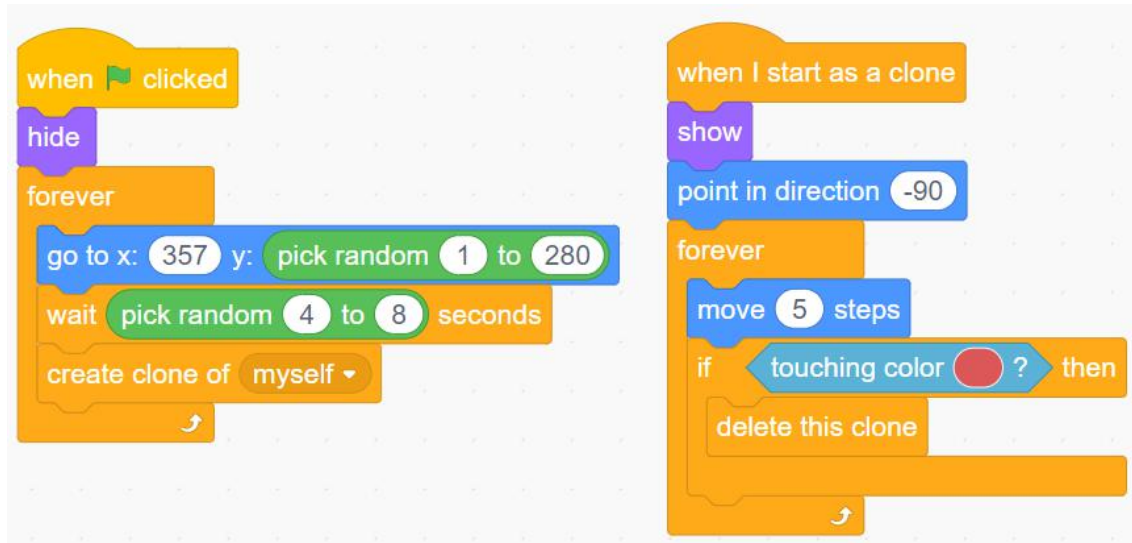 when clicked
hide
forever
go to x: 357 y: pick random 1 to 280
wait pick random 4 to 8 seconds
create clone of myself
when I start as a clone
show
point in direction -90
forever
move 5 steps
if touching color ? then
delete this clone